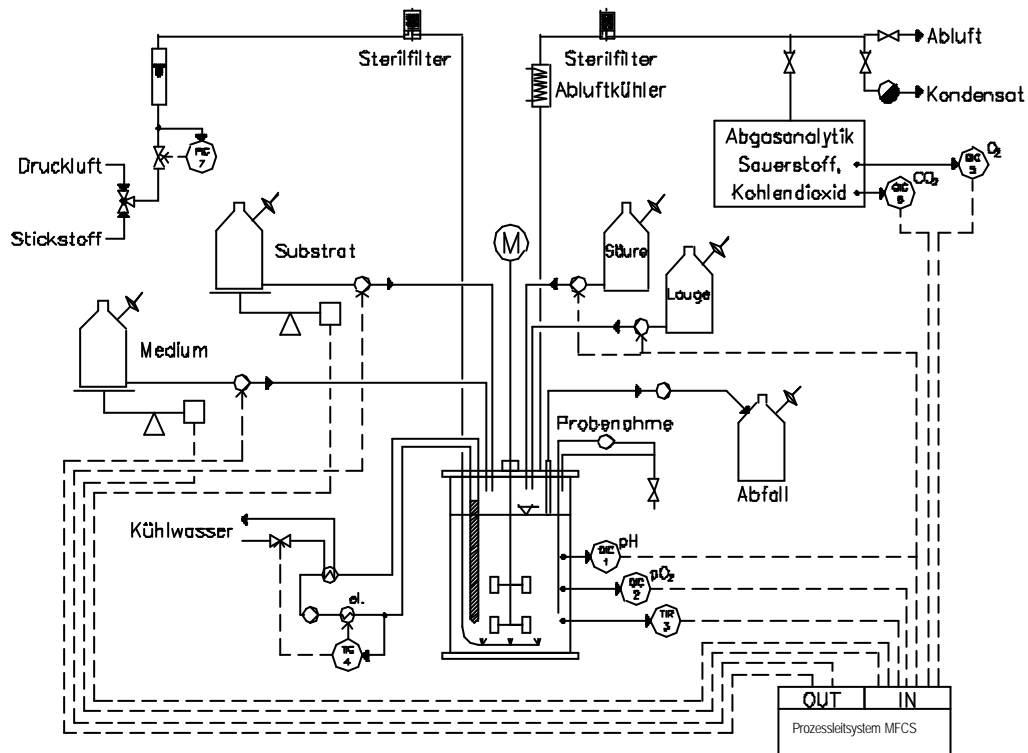 Sterilfilter
Sterilfilter
Abluft
Abluftkühler
Kondensat
Druckluft
Stickstoff
FIC
7
Abgasanalytik
Sauerstoff,
Kohlendioxid
O₂
QIC
5
CO₂
QIC
6
Substrat
M
Säure
Lauge
Medium
Probenahme
Abfall
Kühlwasser
el.
TIC
4
pH
QIC
1
pO₂
QIC
2
TIR
3
OUT
IN
Prozessleitsystem MFCS